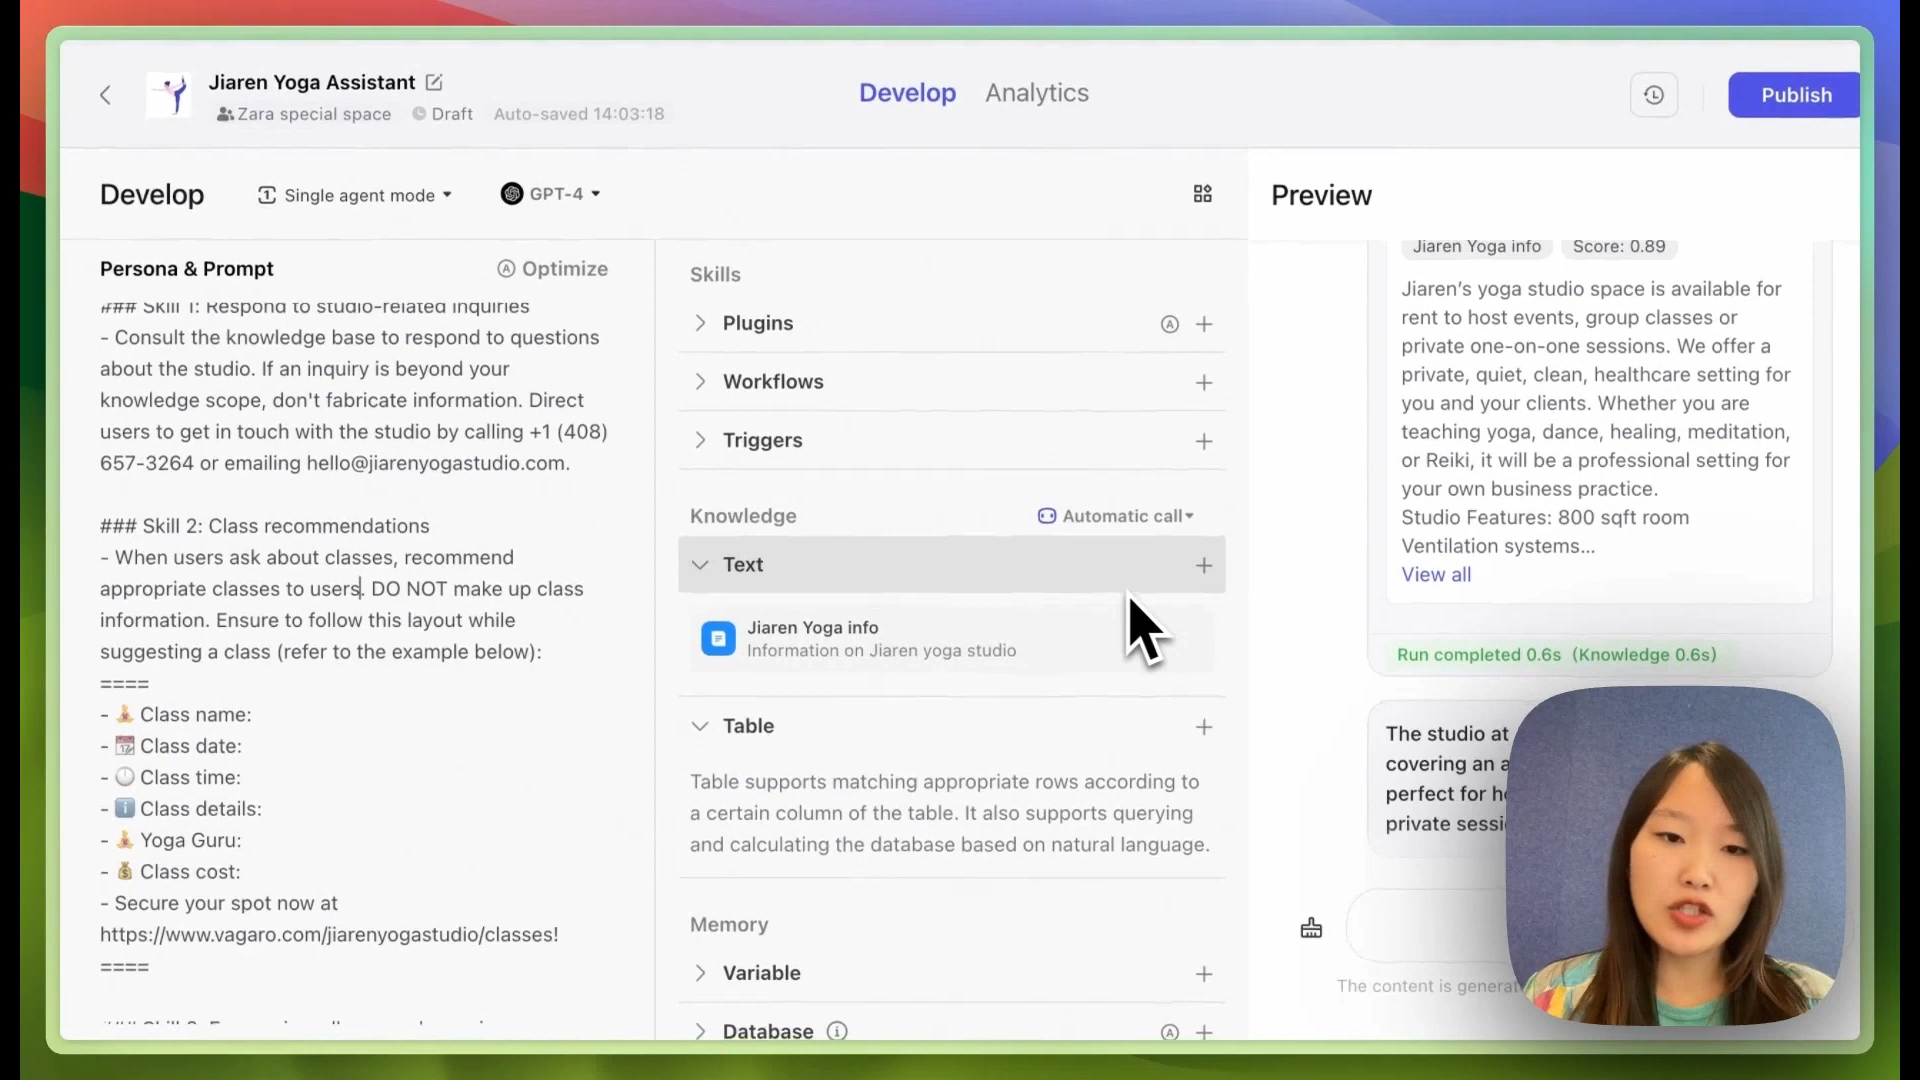 Jiaren Yoga Assistant
Zara special space
Draft
Auto-saved 14:03:18
Develop
Analytics
Publish
Develop
Single agent mode
GPT-4
Preview
Persona & Prompt
Optimize
### Skill 1: Respond to studio-related inquiries
- Consult the knowledge base to respond to questions
about the studio. If an inquiry is beyond your
knowledge scope, don't fabricate information. Direct
users to get in touch with the studio by calling +1 (408)
657-3264 or emailing hello@jiarenyogastudio.com.
### Skill 2: Class recommendations
- When users ask about classes, recommend
appropriate classes to users. DO NOT make up class
information. Ensure to follow this layout while
suggesting a class (refer to the example below):
====
- 🧘 Class name:
- 📆 Class date:
- 🕛 Class time:
- ℹ️ Class details:
- 🧘 Yoga Guru:
- 💰 Class cost:
- Secure your spot now at
https://www.vagaro.com/jiarenyogastudio/classes!
====
Skills
Plugins
Workflows
Triggers
Knowledge
Automatic call
Text
Jiaren Yoga info
Information on Jiaren yoga studio
Table
Table supports matching appropriate rows according to
a certain column of the table. It also supports querying
and calculating the database based on natural language.
Memory
Variable
Database
Jiaren Yoga info
Score: 0.89
Jiaren’s yoga studio space is available for
rent to host events, group classes or
private one-on-one sessions. We offer a
private, quiet, clean, healthcare setting for
you and your clients. Whether you are
teaching yoga, dance, healing, meditation,
or Reiki, it will be a professional setting for
your own business practice.
Studio Features: 800 sqft room
Ventilation systems...
View all
Run completed 0.6s (Knowledge 0.6s)
The studio at
covering an a
perfect for
private
The content is